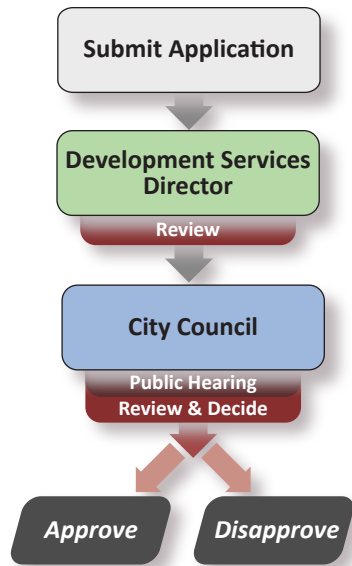 Submit Application
Development Services
Director
Review
City Council
Public Hearing
Review & Decide
Approve
Disapprove